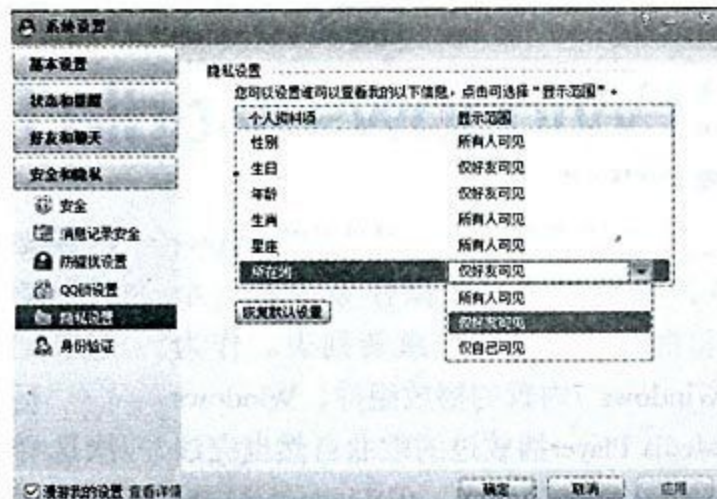 系统设置
基本设置
状态和提醒
好友和聊天
安全和隐私
安全
消息记录安全
防骚扰设置
QQ锁设置
隐私设置
身份验证
隐私设置
您可以设置谁可以查看我的以下信息，点击可选择“显示范围”。
个人资料项 显示范围
性别 所有人可见
生日 仅好友可见
年龄 仅好友可见
生肖 所有人可见
星座 所有人可见
所在地 仅好友可见
所有人可见
仅好友可见
仅自己可见
恢复默认设置
漫游我的设置 查看详情
确定 取消 应用
Windows 7
Windows
Media Player